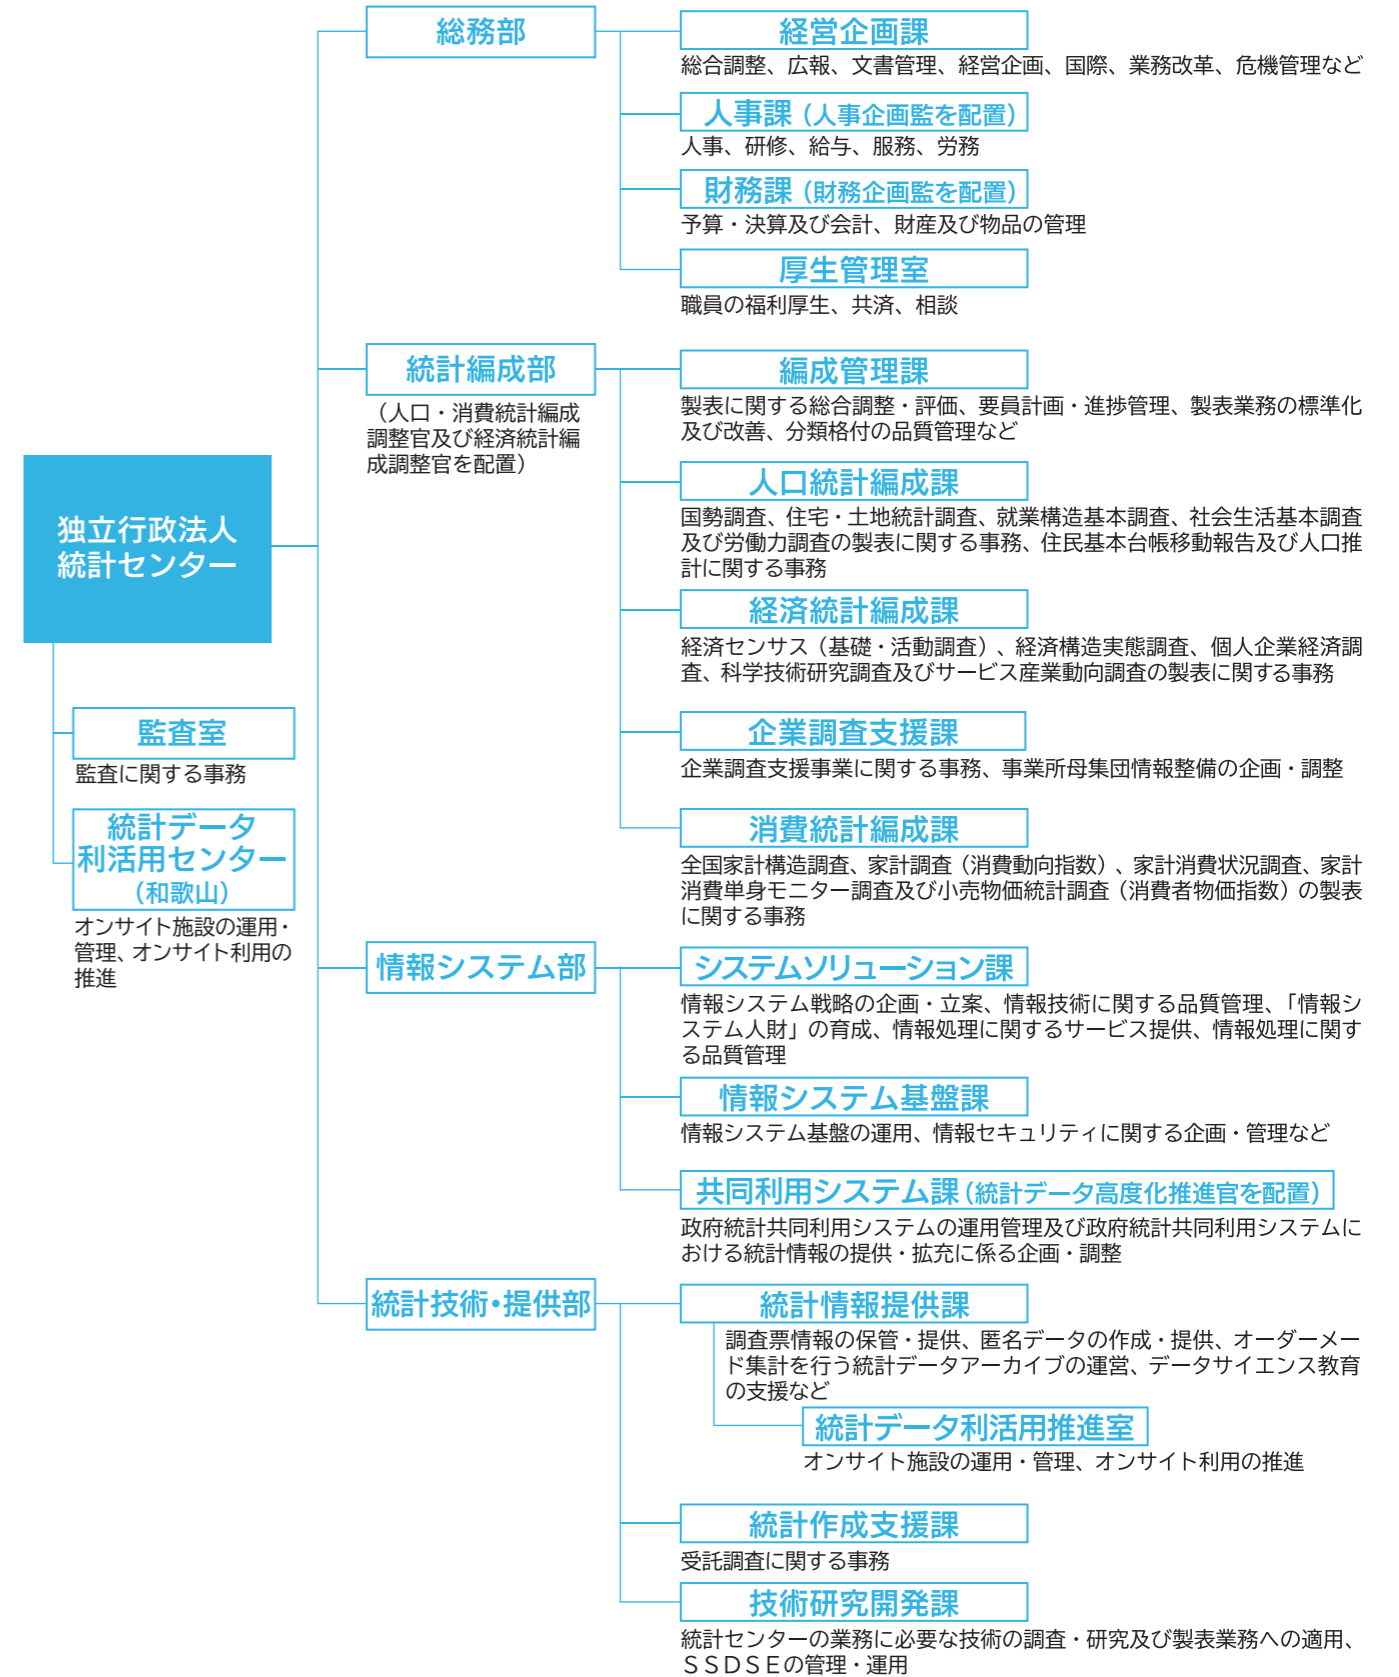 独立行政法人
統計センター
監査室
監査に関する事務
統計データ
利活用センター
（和歌山）
オンサイト施設の運用・
管理、オンサイト利用の
推進
総務部
経営企画課
総合調整、広報、文書管理、経営企画、国際、業務改革、危機管理など
人事課（人事企画監を配置）
人事、研修、給与、服務、労務
財務課（財務企画監を配置）
予算・決算及び会計、財産及び物品の管理
厚生管理室
職員の福利厚生、共済、相談
統計編成部
（人口・消費統計編成
調整官及び経済統計編
成調整官を配置）
編成管理課
製表に関する総合調整・評価、要員計画・進捗管理、製表業務の標準化
及び改善、分類格付の品質管理など
人口統計編成課
国勢調査、住宅・土地統計調査、就業構造基本調査、社会生活基本調査
及び労働力調査の製表に関する事務、住民基本台帳移動報告及び人口推
計に関する事務
経済統計編成課
経済センサス（基礎・活動調査）、経済構造実態調査、個人企業経済調
査、科学技術研究調査及びサービス産業動向調査の製表に関する事務
企業調査支援課
企業調査支援事業に関する事務、事業所母集団情報整備の企画・調整
消費統計編成課
全国家計構造調査、家計調査（消費動向指数）、家計消費状況調査、家計
消費単身モニター調査及び小売物価統計調査（消費者物価指数）の製表
に関する事務
情報システム部
システムソリューション課
情報システム戦略の企画・立案、情報技術に関する品質管理、「情報シ
ステム人財」の育成、情報処理に関するサービス提供、情報処理に関す
る品質管理
情報システム基盤課
情報システム基盤の運用、情報セキュリティに関する企画・管理など
共同利用システム課（統計データ高度化推進官を配置）
政府統計共同利用システムの運用管理及び政府統計共同利用システムに
おける統計情報の提供・拡充に係る企画・調整
統計技術・提供部
統計情報提供課
調査票情報の保管・提供、匿名データの作成・提供、オーダーメー
ド集計を行う統計データアーカイブの運営、データサイエンス教育
の支援など
統計データ利活用推進室
オンサイト施設の運用・管理、オンサイト利用の推進
統計作成支援課
受託調査に関する事務
技術研究開発課
統計センターの業務に必要な技術の調査・研究及び製表業務への適用、
ＳＳＤＳＥの管理・運用